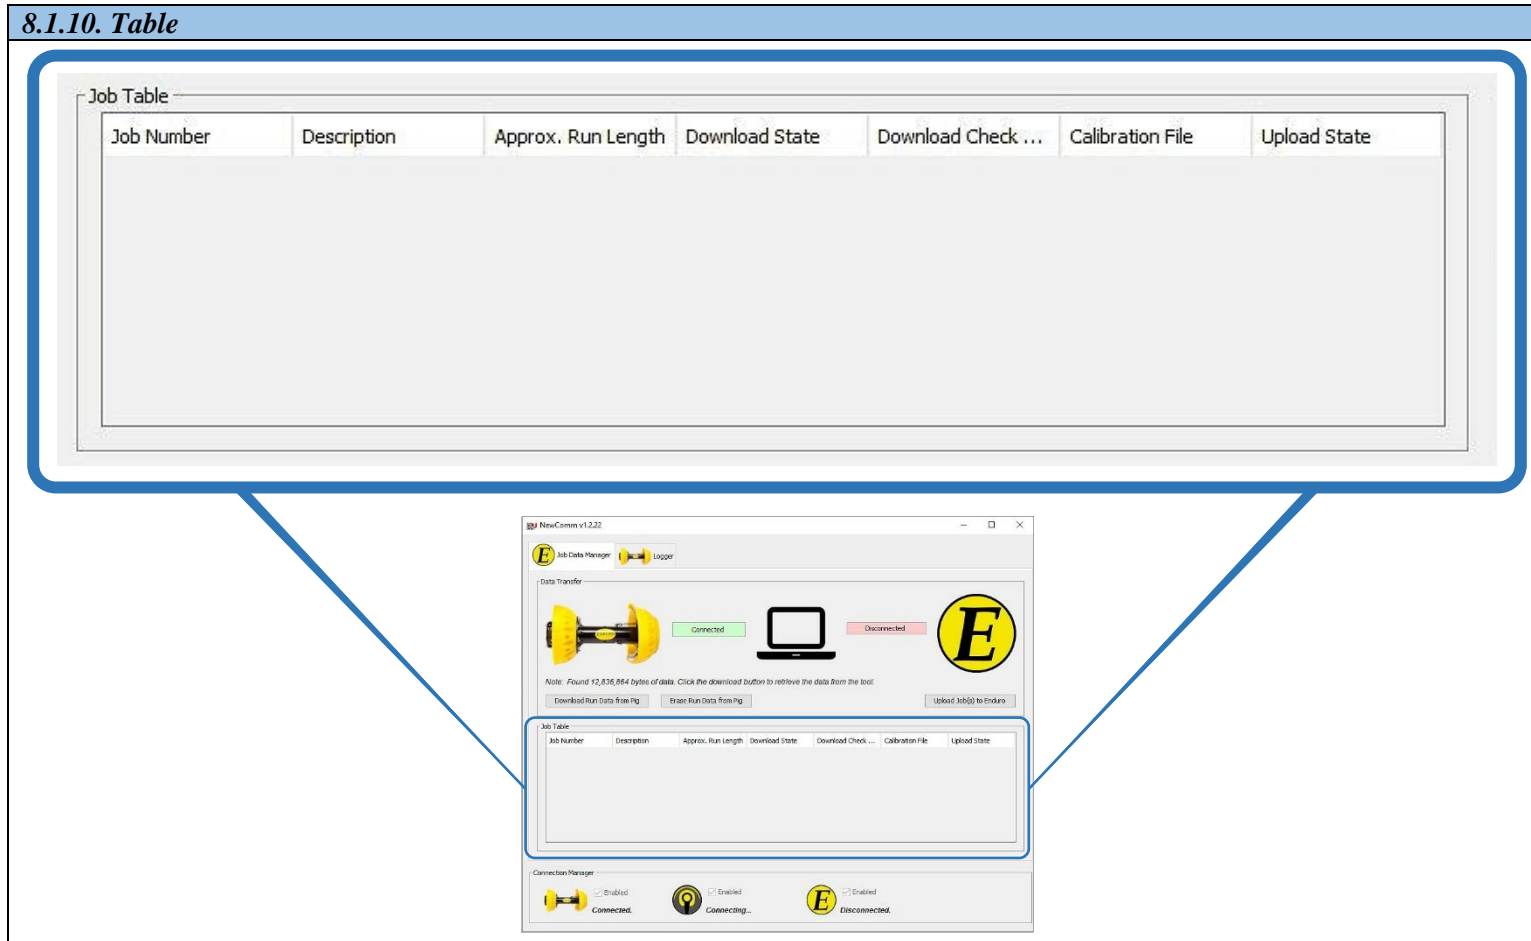 8.1.10. Table
Job Table
Job Number Description Approx. Run Length Download State Download Check ... Calibration File Upload State
NewComm v1.2.22
E Job Data Manager Logger
Data Transfer
Connected Disconnected E
Note: Found 12,836,864 bytes of data. Click the download button to retrieve the data from the tool.
Download Run Data from Pig Erase Run Data from Pig Upload Job(s) to Enduro
Job Table
Job Number Description Approx. Run Length Download State Download Check ... Calibration File Upload State
Connection Manager
Enabled Enabled E Enabled
Connected. Connecting... Disconnected.